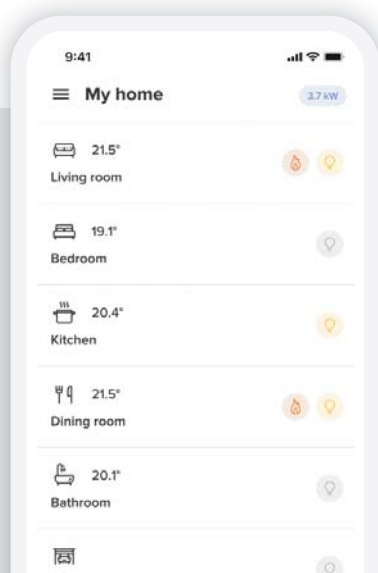 9:41
My home
3.7 kW
21.5°
Living room
19.1°
Bedroom
20.4°
Kitchen
21.5°
Dining room
20.1°
Bathroom